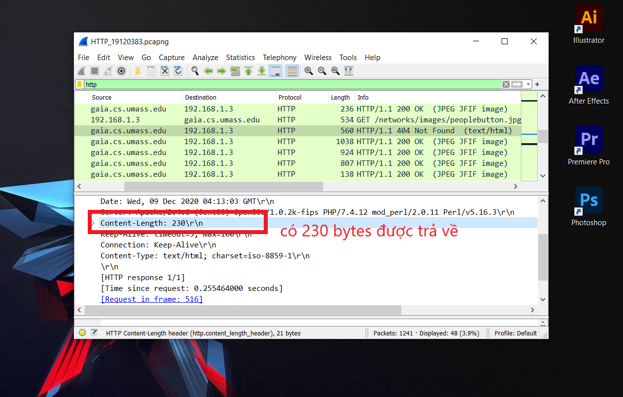 HTTP_19120383.pcapng
File Edit View Go Capture Analyze Statistics Telephony Wireless Tools Help
http
Source Destination Protocol Length Info
gaia.cs.umass.edu 192.168.1.3 HTTP 236 HTTP/1.1 200 OK (JPEG JFIF image)
192.168.1.3 gaia.cs.umass.edu HTTP 534 GET /networks/images/peoplebutton.jpg
gaia.cs.umass.edu 192.168.1.3 HTTP 560 HTTP/1.1 404 Not Found (text/html)
gaia.cs.umass.edu 192.168.1.3 HTTP 1038 HTTP/1.1 200 OK (JPEG JFIF image)
gaia.cs.umass.edu 192.168.1.3 HTTP 924 HTTP/1.1 200 OK (JPEG JFIF image)
gaia.cs.umass.edu 192.168.1.3 HTTP 807 HTTP/1.1 200 OK (JPEG JFIF image)
gaia.cs.umass.edu 192.168.1.3 HTTP 138 HTTP/1.1 200 OK (JPEG JFIF image)
Date: Wed, 09 Dec 2020 04:13:03 GMT\r\n
PHP/7.4.12 mod_perl/2.0.11 Perl/v5.16.3\r\n
Content-Length: 230\r\n
có 230 bytes được trả về
Keep-Alive: timeout=5, max=100\r\n
Connection: Keep-Alive\r\n
Content-Type: text/html; charset=iso-8859-1\r\n
\r\n
[HTTP response 1/1]
[Time since request: 0.255464000 seconds]
[Request in frame: 516]
HTTP Content-Length header (http.content_length_header), 21 bytes
Packets: 1241 · Displayed: 48 (3.9%)
Profile: Default
Ai
Illustrator
Ae
After Effects
Pr
Premiere Pro
Ps
Photoshop